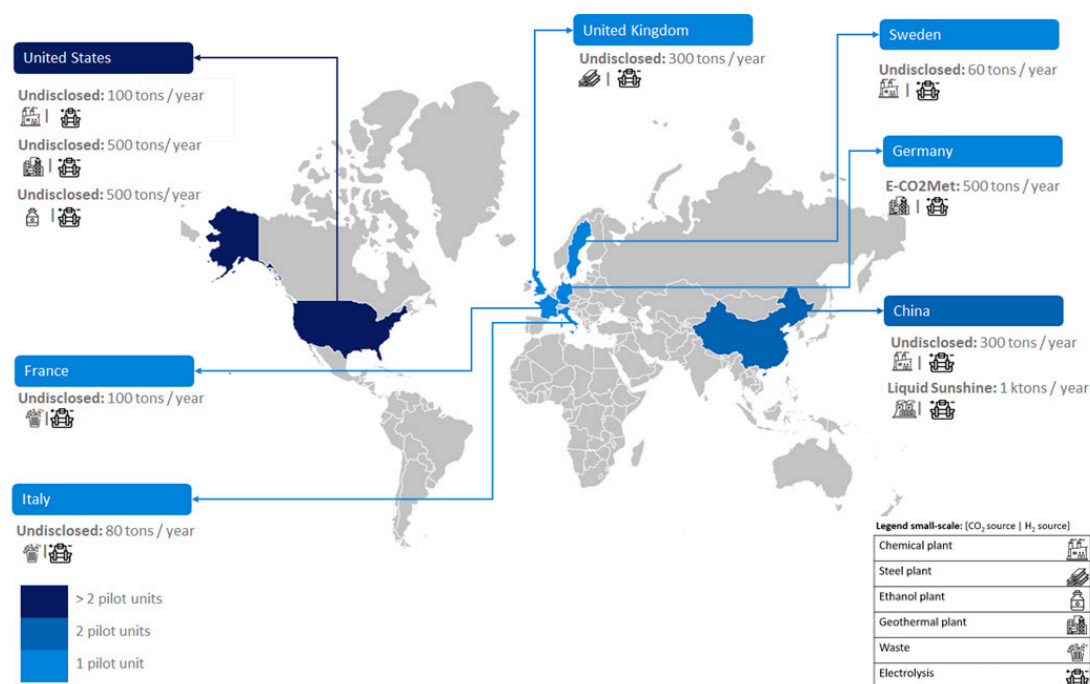 United States
Undisclosed: 100 tons / year
|
Undisclosed: 500 tons/year
|
Undisclosed: 500 tons/year
|
United Kingdom
Undisclosed: 300 tons / year
|
Sweden
Undisclosed: 60 tons / year
|
Germany
E-CO2Met: 500 tons / year
|
China
Undisclosed: 300 tons / year
|
Liquid Sunshine: 1 ktons / year
|
France
Undisclosed: 100 tons / year
|
Italy
Undisclosed: 80 tons / year
|
> 2 pilot units
2 pilot units
1 pilot unit
Legend small-scale: [CO₂ source | H₂ source]
Chemical plant
Steel plant
Ethanol plant
Geothermal plant
Waste
Electrolysis